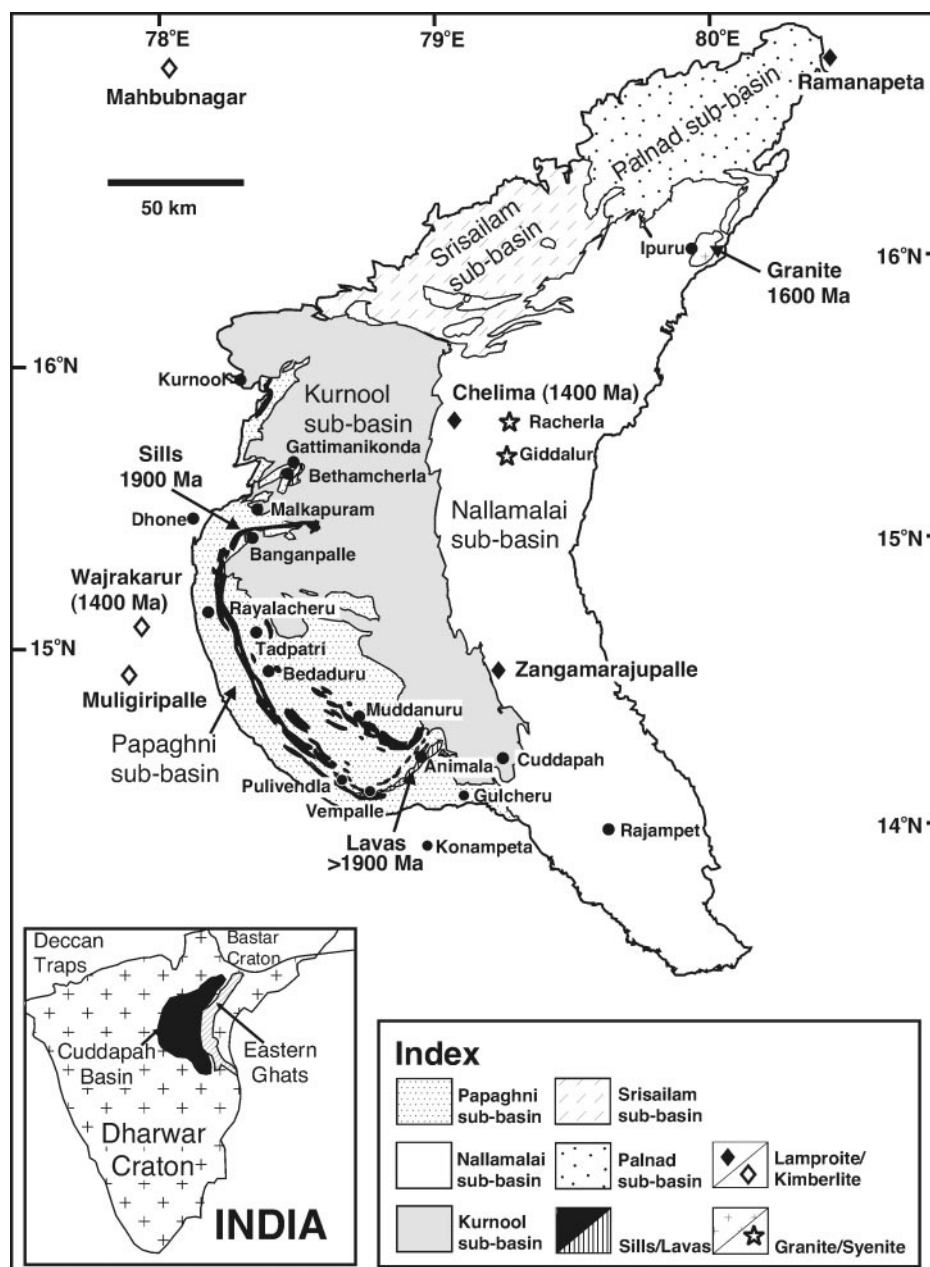 78°E
79°E
80°E
Mahbubnagar
Ramanapeta
Palnad sub-basin
50 km
Srisailam
sub-basin
Ipuru
16°N
Granite
1600 Ma
16°N
Kurnool
Kurnool
sub-basin
Chelima (1400 Ma)
Racherla
Giddalur
Gattimanikonda
Bethamcherla
Sills
1900 Ma
Malkapuram
Dhone
Nallamalai
sub-basin
15°N
Banganpalle
Wajrakarur
(1400 Ma)
Rayalacheru
15°N
Tadpatri
Bedaduru
Zangamarajupalle
Muligiripalle
Muddanuru
Papaghni
sub-basin
Animala
Cuddapah
Pulivendla
Vempalle
Gulcheru
14°N
Rajampet
Lavas
>1900 Ma
Konampeta
Deccan
Traps
Bastar
Craton
Cuddapah
Basin
Eastern
Ghats
Dharwar
Craton
INDIA
Index
Papaghni
sub-basin
Srisailam
sub-basin
Nallamalai
sub-basin
Palnad
sub-basin
Lamproite/
Kimberlite
Kurnool
sub-basin
Sills/Lavas
Granite/Syenite